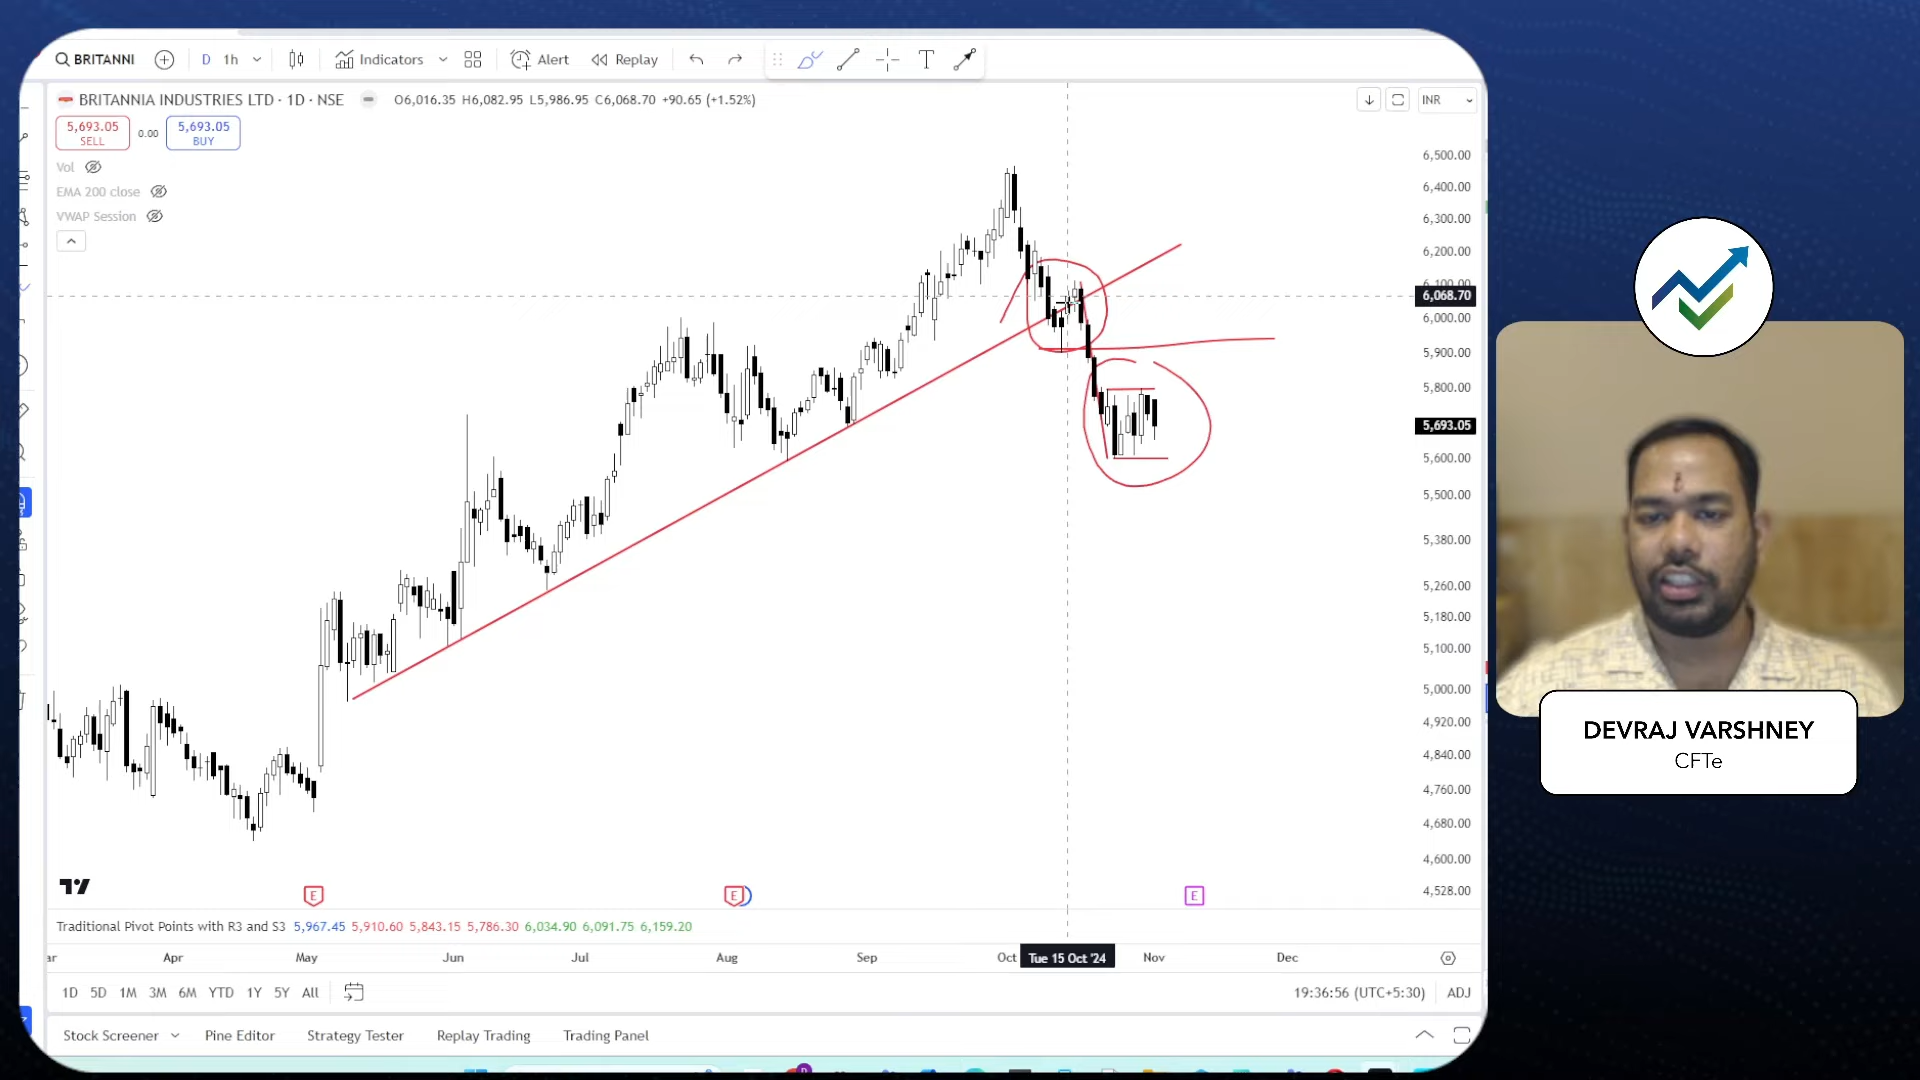 BRITANNI D 1h Indicators Alert Replay
BRITANNIA INDUSTRIES LTD · 1D · NSE O6,016.35 H6,082.95 L5,986.95 C6,068.70 +90.65 (+1.52%) INR
5,693.05 0.00 5,693.05
SELL BUY
Vol
EMA 200 close
VWAP Session
6,500.00
6,400.00
6,300.00
6,200.00
6,100.00
6,068.70
6,000.00
5,900.00
5,800.00
5,693.05
5,600.00
5,500.00
5,380.00
5,260.00
5,180.00
5,100.00
5,000.00
4,920.00
4,840.00
4,760.00
4,680.00
4,600.00
4,528.00
E E E
Traditional Pivot Points with R3 and S3 5,967.45 5,910.60 5,843.15 5,786.30 6,034.90 6,091.75 6,159.20
ar Apr May Jun Jul Aug Sep Oct Tue 15 Oct '24 Nov Dec
1D 5D 1M 3M 6M YTD 1Y 5Y All 19:36:56 (UTC+5:30) ADJ
Stock Screener Pine Editor Strategy Tester Replay Trading Trading Panel
DEVRAJ VARSHNEY
CFTe